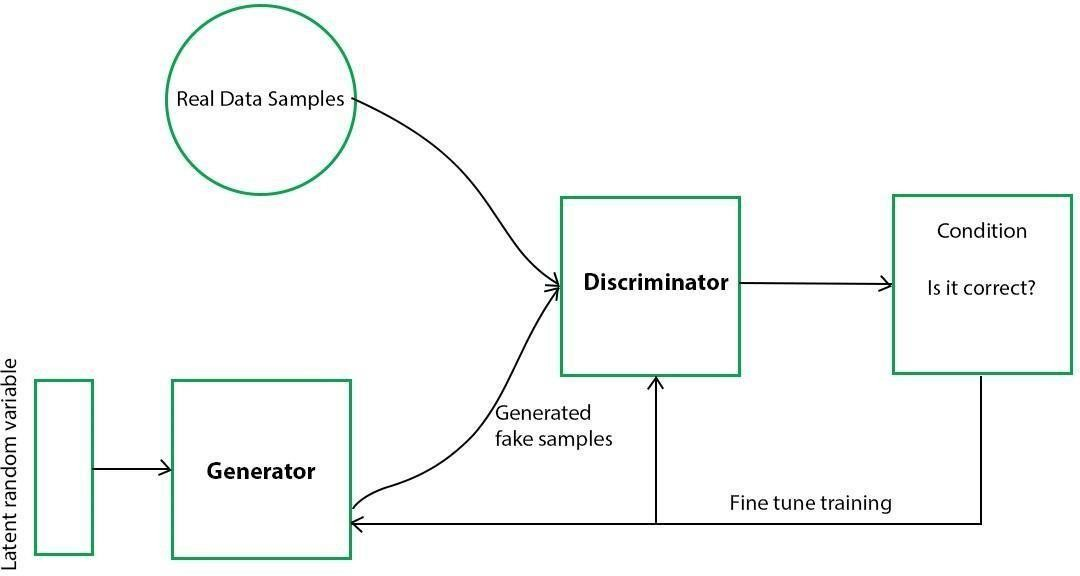 Real Data Samples
Discriminator
Condition
Is it correct?
Latent random variable
Generator
Generated
fake samples
Fine tune training